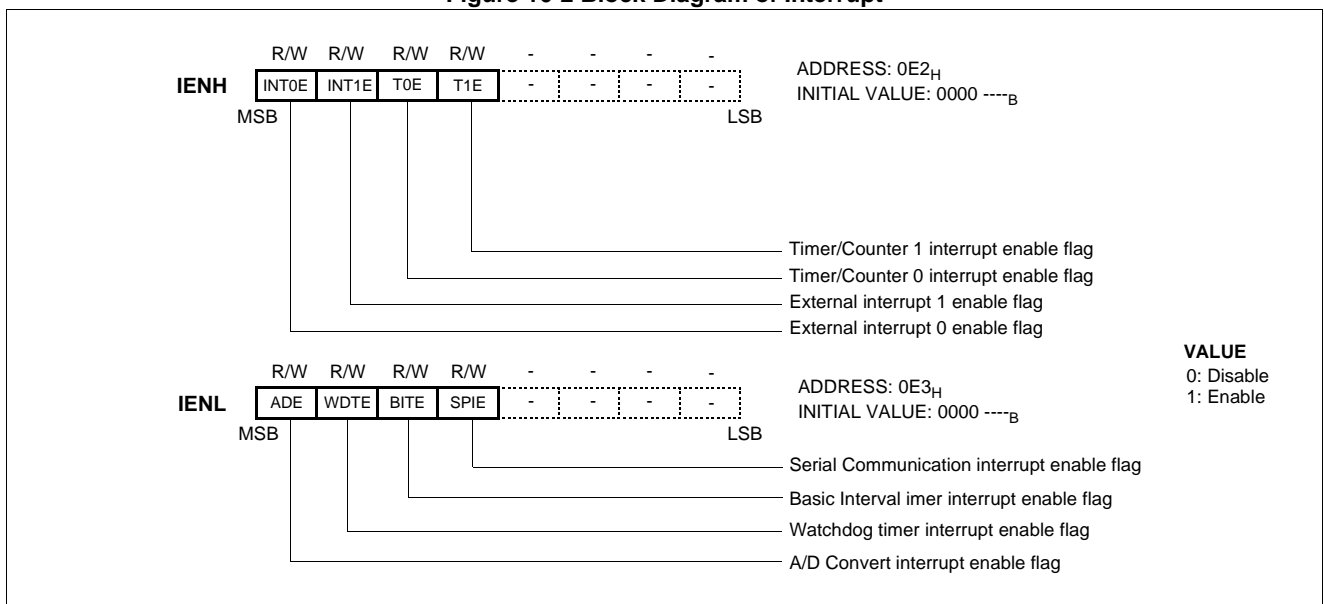 Figure 16-2 Block Diagram of Interrupt
R/W R/W R/W R/W - - - -
IENH INT0E INT1E T0E T1E - - - -
MSB LSB
ADDRESS: 0E2H
INITIAL VALUE: 0000 ----B
Timer/Counter 1 interrupt enable flag
Timer/Counter 0 interrupt enable flag
External interrupt 1 enable flag
External interrupt 0 enable flag
VALUE
0: Disable
1: Enable
R/W R/W R/W R/W - - - -
IENL ADE WDTE BITE SPIE - - - -
MSB LSB
ADDRESS: 0E3H
INITIAL VALUE: 0000 ----B
Serial Communication interrupt enable flag
Basic Interval imer interrupt enable flag
Watchdog timer interrupt enable flag
A/D Convert interrupt enable flag